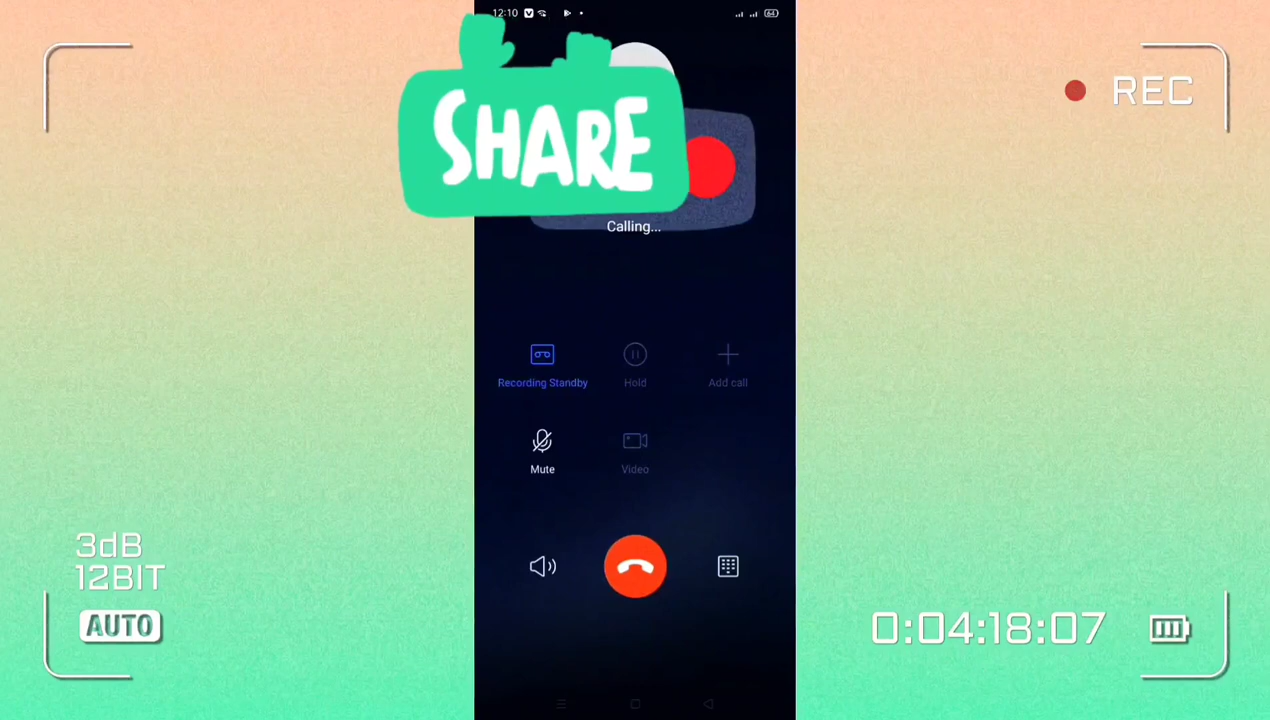 12:10
64
REC
SHARE
Calling...
Recording Standby
Hold
Add call
Mute
Video
3dB
12BIT
AUTO
0:04:18:07